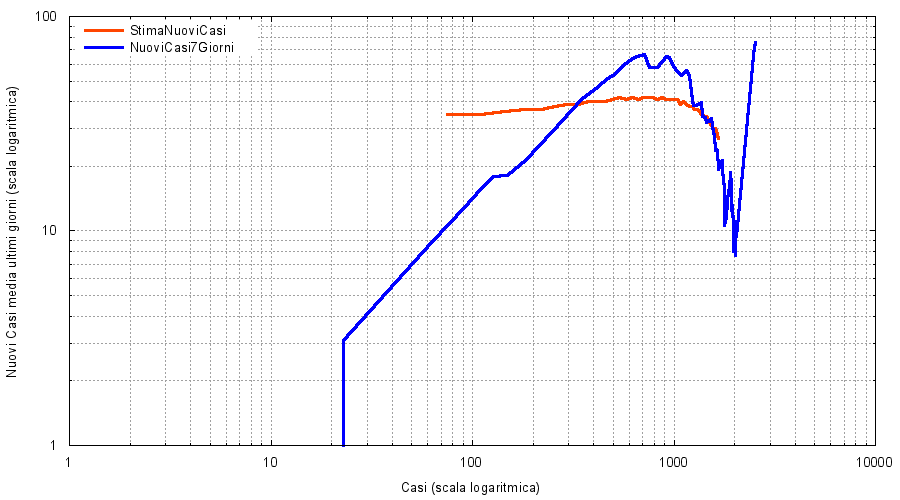 100
StimaNuoviCasi
NuoviCasi7Giorni
Nuovi Casi media ultimi giorni (scala logaritmica)
10
1
1 10 100 1000 10000
Casi (scala logaritmica)